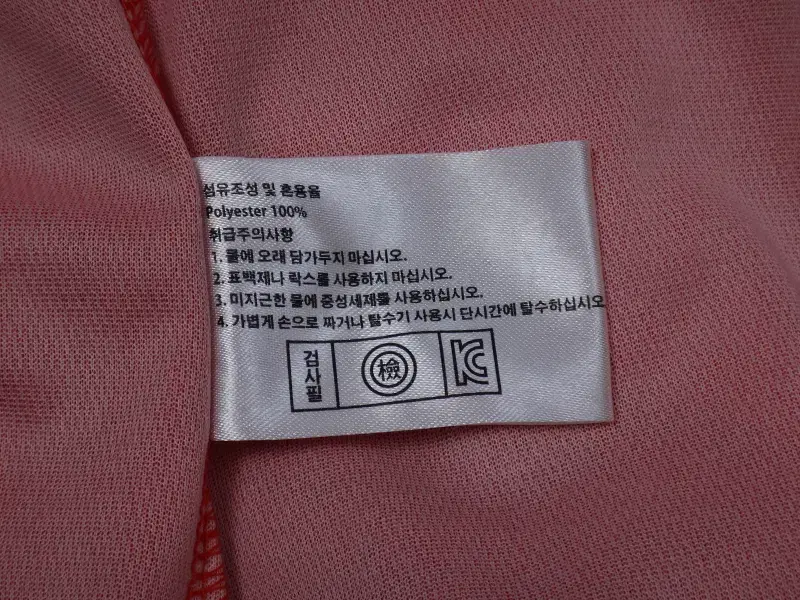 섬유조성 및 혼용율
Polyester 100%
취급주의사항
1. 물에 오래 담가두지 마십시오.
2. 표백제나 락스를 사용하지 마십시오.
3. 미지근한 물에 중성세제를 사용하십시오.
4. 가볍게 손으로 짜거나 탈수기 사용시 단시간에 탈수하십시오
검사필
檢
KC